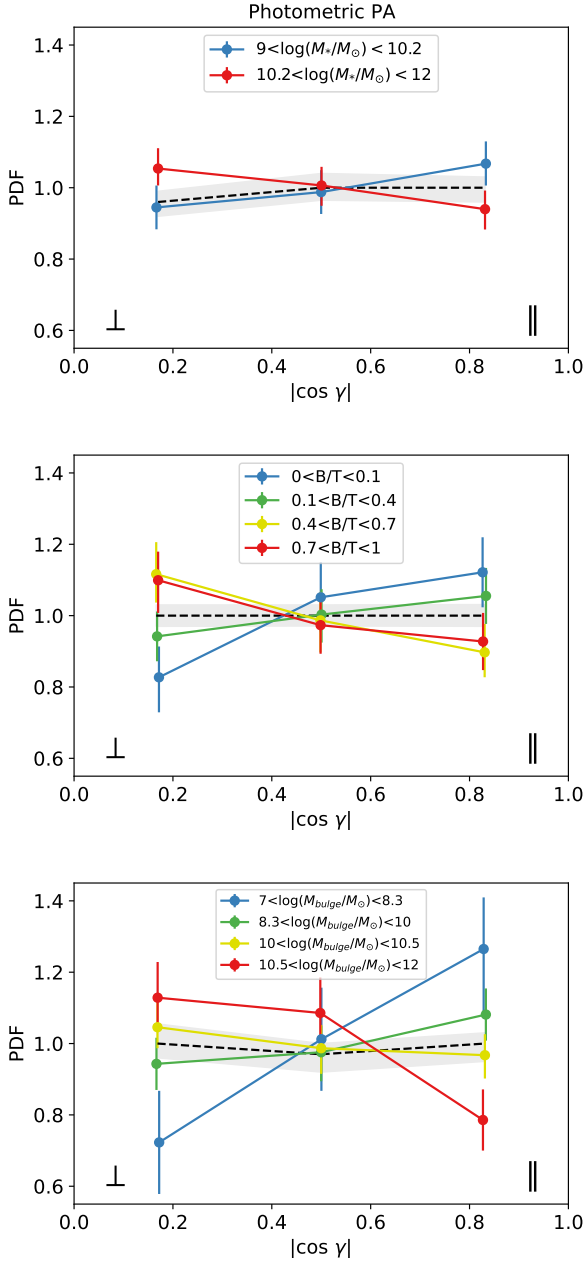 Photometric PA
1.4
9<log(M*/M⊙)<10.2
10.2<log(M*/M⊙)<12
1.2
PDF
1.0
0.8
0.6
⊥
∥
0.0 0.2 0.4 0.6 0.8 1.0
|cos γ|
1.4
0<B/T<0.1
0.1<B/T<0.4
0.4<B/T<0.7
0.7<B/T<1
1.2
PDF
1.0
0.8
0.6
⊥
∥
0.0 0.2 0.4 0.6 0.8 1.0
|cos γ|
1.4
7<log(Mbulge/M⊙)<8.3
8.3<log(Mbulge/M⊙)<10
10<log(Mbulge/M⊙)<10.5
10.5<log(Mbulge/M⊙)<12
1.2
PDF
1.0
0.8
0.6
⊥
∥
0.0 0.2 0.4 0.6 0.8 1.0
|cos γ|